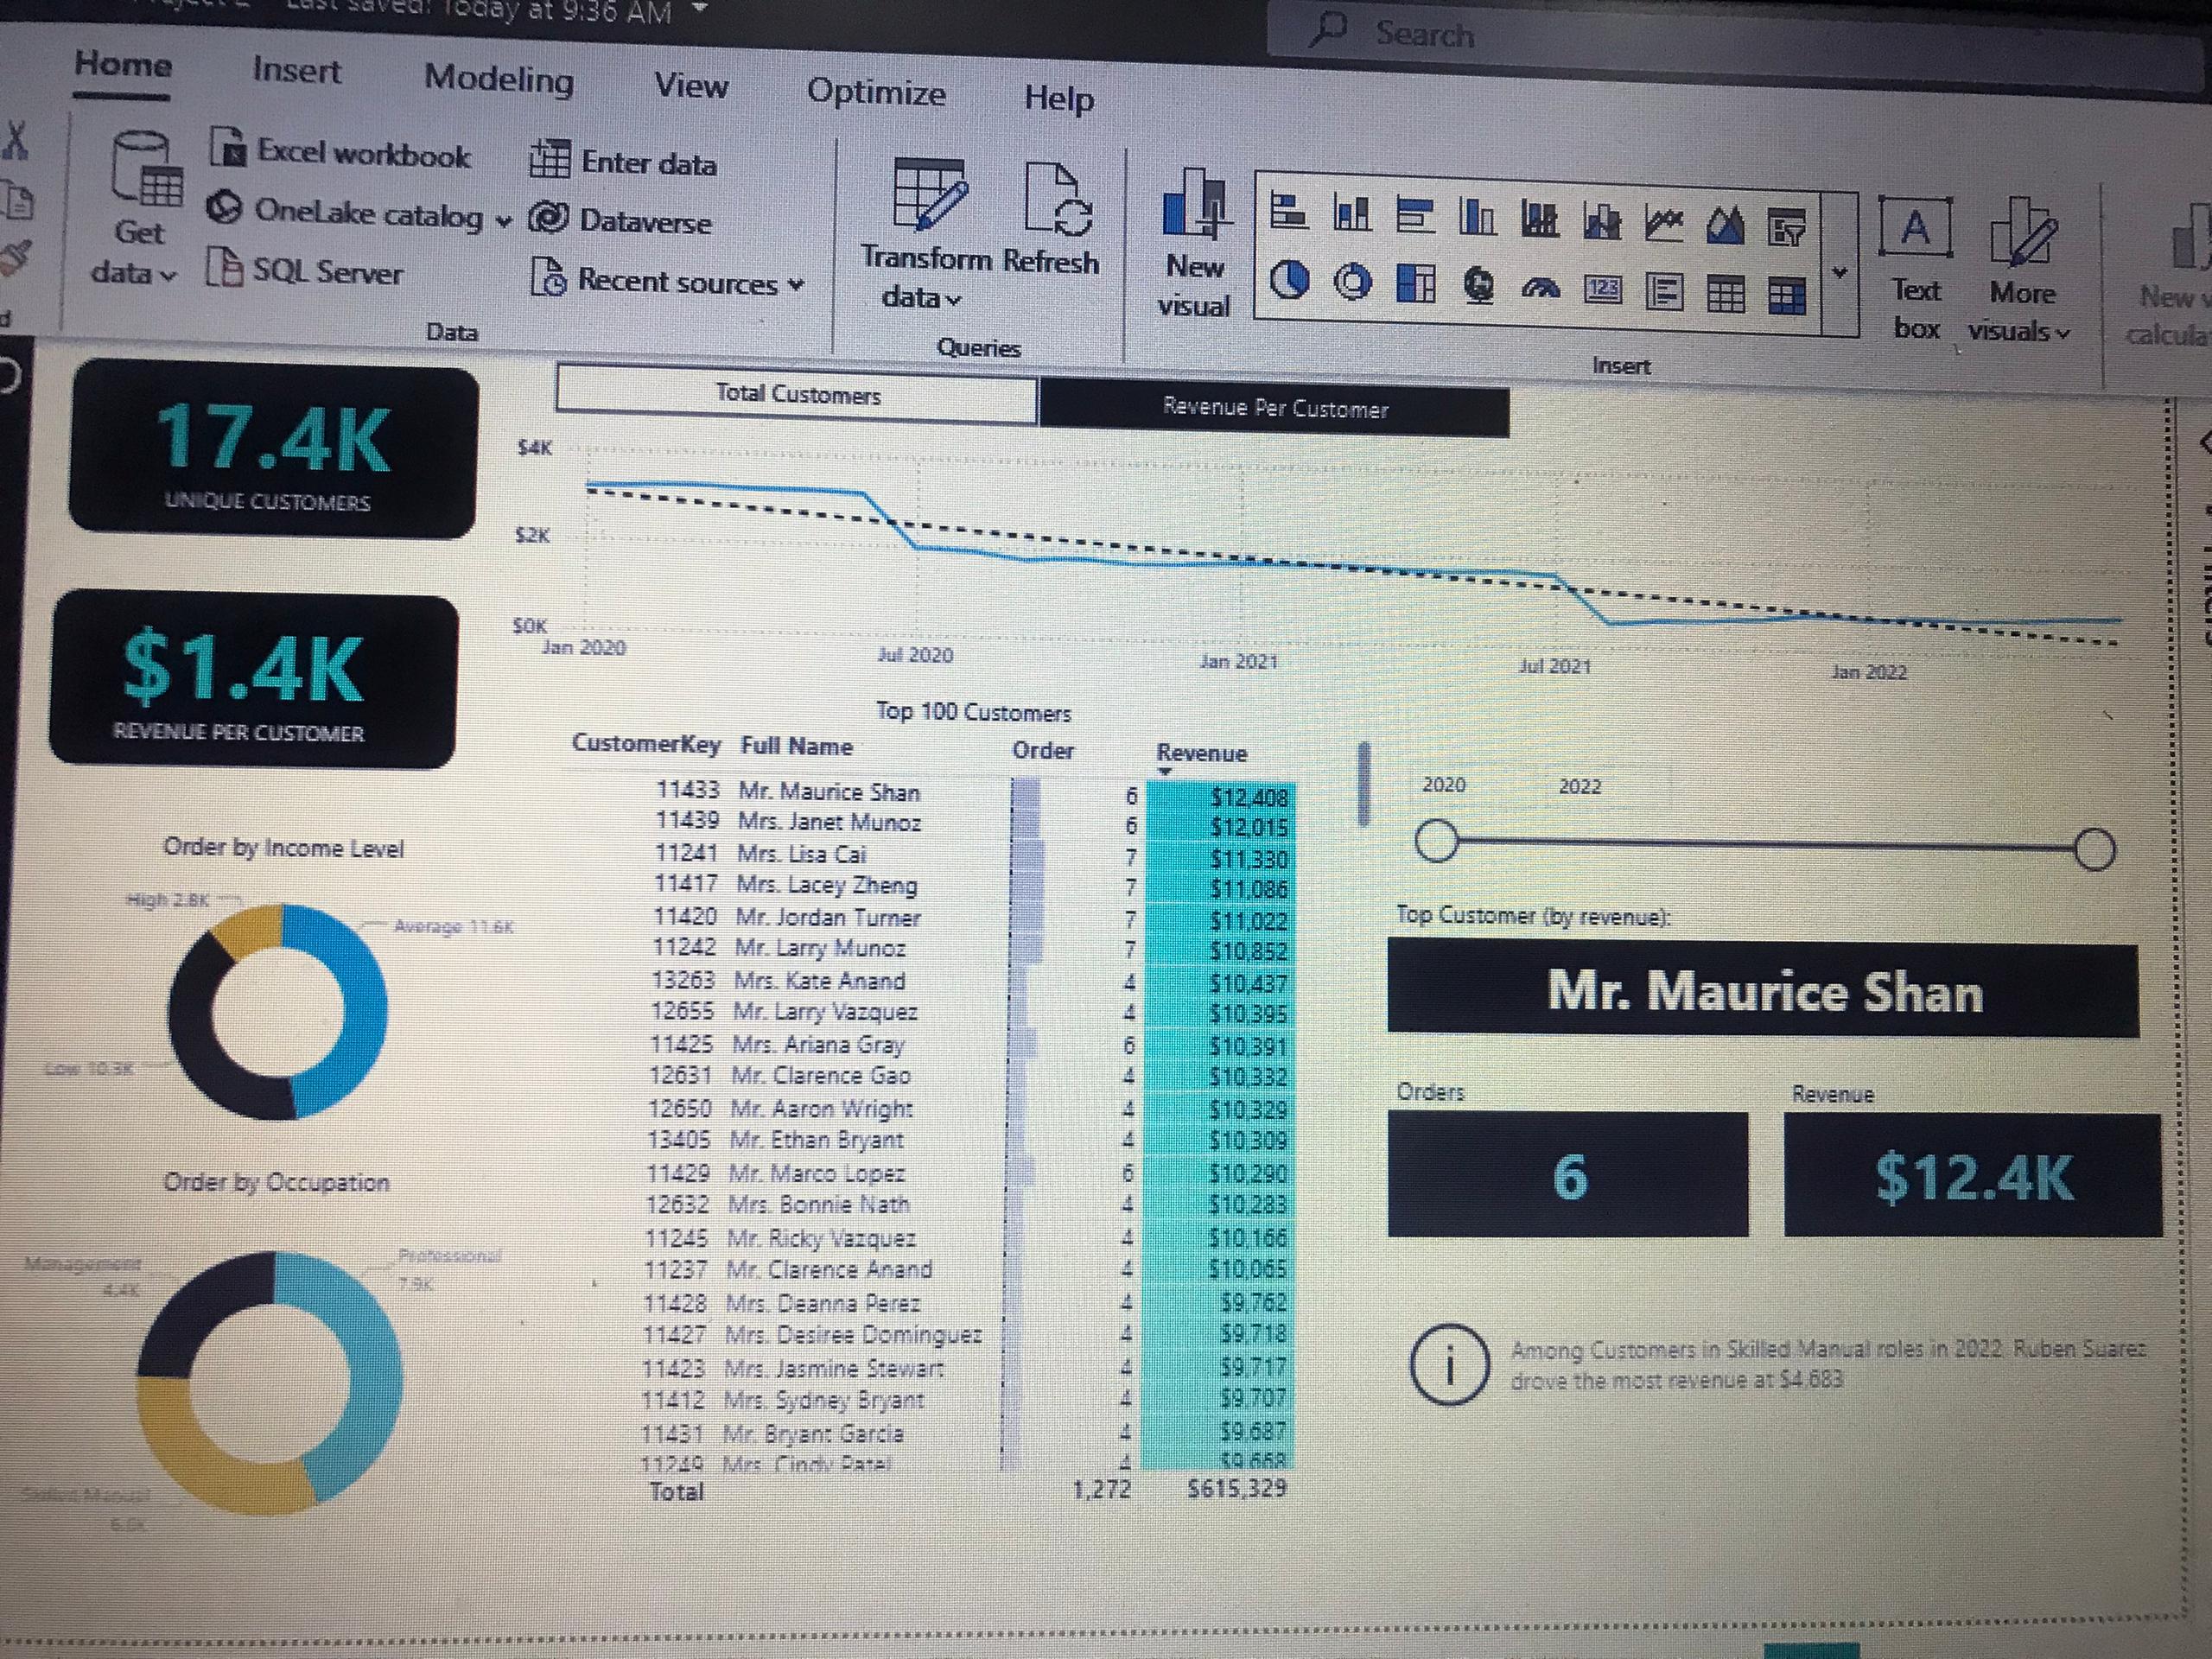 Last saved: Today at 9:36 AM
Search
Home Insert Modeling View Optimize Help
Get data
Excel workbook
OneLake catalog
SQL Server
Enter data
Dataverse
Recent sources
Data
Transform data
Refresh
Queries
New visual
123
A
Text box
More visuals
Insert
New
17.4K
UNIQUE CUSTOMERS
$1.4K
REVENUE PER CUSTOMER
Total Customers Revenue Per Customer
$4K
$2K
$0K
Jan 2020 Jul 2020 Jan 2021 Jul 2021 Jan 2022
Order by Income Level
High 2.8K
Average 11.6K
Low 10.3K
Order by Occupation
Management
4.4K
Professional
7.9K
Skilled Manual
Top 100 Customers
CustomerKey Full Name Order Revenue
11433 Mr. Maurice Shan 6 $12,408
11439 Mrs. Janet Munoz 6 $12,015
11241 Mrs. Lisa Cai 7 $11,330
11417 Mrs. Lacey Zheng 7 $11,086
11420 Mr. Jordan Turner 7 $11,022
11242 Mr. Larry Munoz 7 $10,852
13263 Mrs. Kate Anand 4 $10,437
12655 Mr. Larry Vazquez 4 $10,395
11425 Mrs. Ariana Gray 6 $10,391
12631 Mr. Clarence Gao 4 $10,332
12650 Mr. Aaron Wright 4 $10,329
13405 Mr. Ethan Bryant 4 $10,309
11429 Mr. Marco Lopez 6 $10,290
12632 Mrs. Bonnie Nath 4 $10,283
11245 Mr. Ricky Vazquez 4 $10,166
11237 Mr. Clarence Anand 4 $10,065
11428 Mrs. Deanna Perez 4 $9,762
11427 Mrs. Desiree Dominguez 4 $9,718
11423 Mrs. Jasmine Stewart 4 $9,717
11412 Mrs. Sydney Bryant 4 $9,707
11431 Mr. Bryant Garcia 4 $9,687
11249 Mrs. Cindy Patel 4 $9,668
Total 1,272 $615,329
2020 2022
Top Customer (by revenue):
Mr. Maurice Shan
Orders
6
Revenue
$12.4K
Among Customers in Skilled Manual roles in 2022, Ruben Suarez
drove the most revenue at $4,683